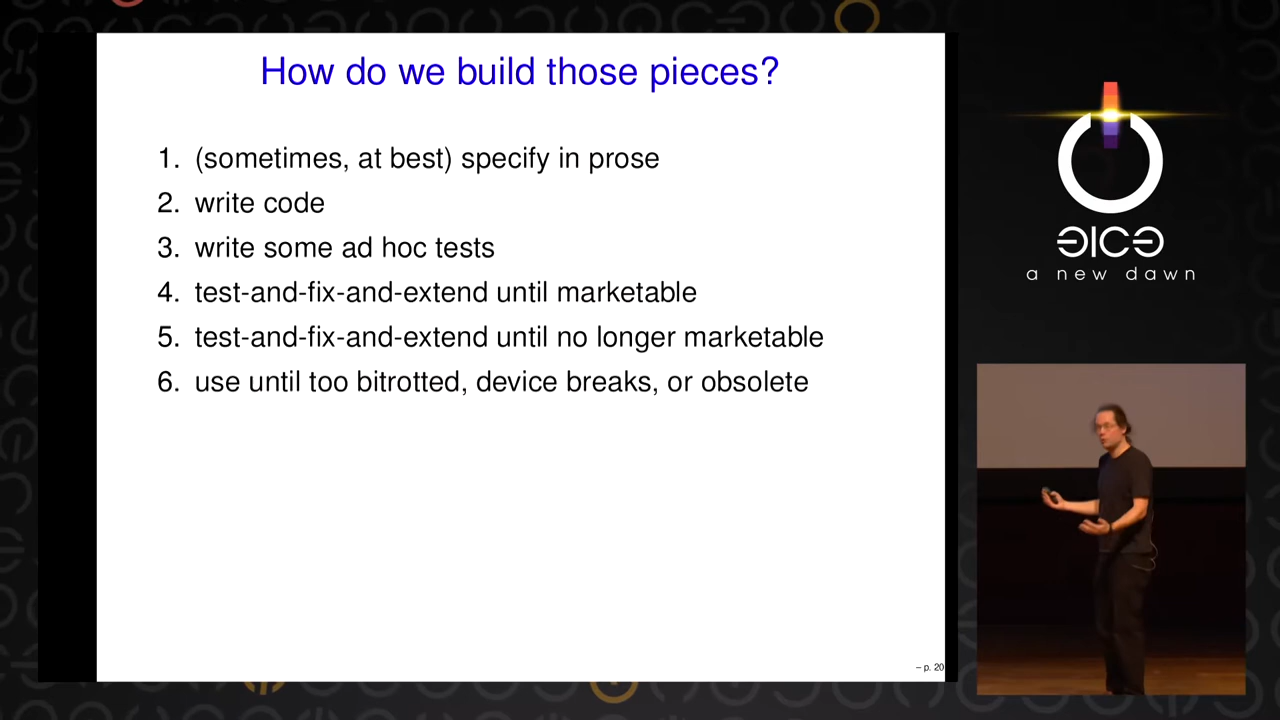 How do we build those pieces?
1. (sometimes, at best) specify in prose
2. write code
3. write some ad hoc tests
4. test-and-fix-and-extend until marketable
5. test-and-fix-and-extend until no longer marketable
6. use until too bitrotted, device breaks, or obsolete
– p. 20
ЭIСЭ
a new dawn